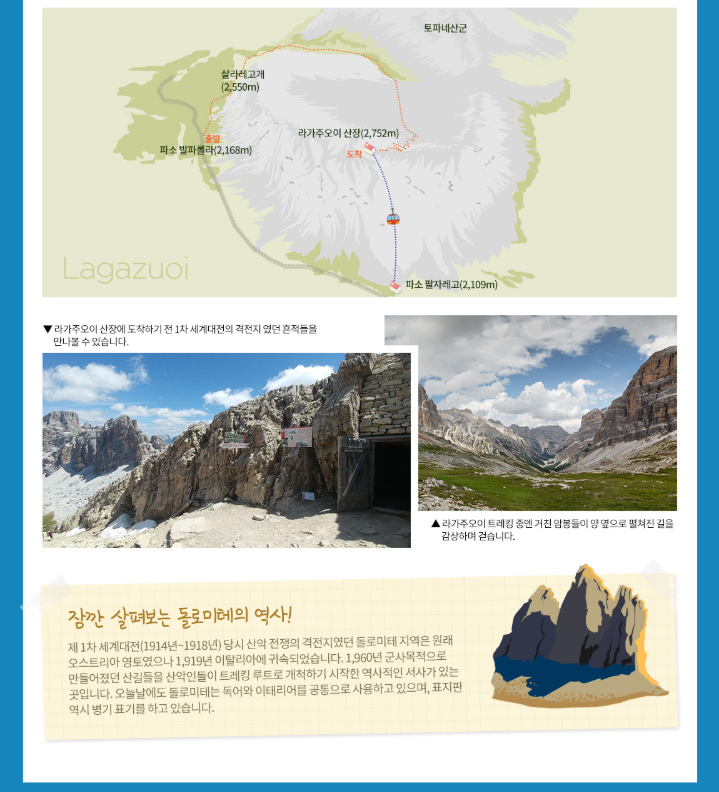 토파네산군
살라레고개
(2,550m)
라가주오이 산장(2,752m)
출발
파소 발파롤라(2,168m)
도착
Lagazuoi
파소 팔자레고(2,109m)
▼ 라가주오이 산장에 도착하기 전 1차 세계대전의 격전지 였던 흔적들을
만나볼 수 있습니다.
▲ 라가주오이 트레킹 중엔 거친 암봉들이 양 옆으로 펼쳐진 길을
감상하며 걷습니다.
잠깐 살펴보는 돌로미테의 역사!
제 1차 세계대전(1914년~1918년) 당시 산악 전쟁의 격전지였던 돌로미테 지역은 원래
오스트리아 영토였으나 1,919년 이탈리아에 귀속되었습니다. 1,960년 군사목적으로
만들어졌던 산길들을 산악인들이 트레킹 루트로 개척하기 시작한 역사적인 서사가 있는
곳입니다. 오늘날에도 돌로미테는 독어와 이태리어를 공통으로 사용하고 있으며, 표지판
역시 병기 표기를 하고 있습니다.